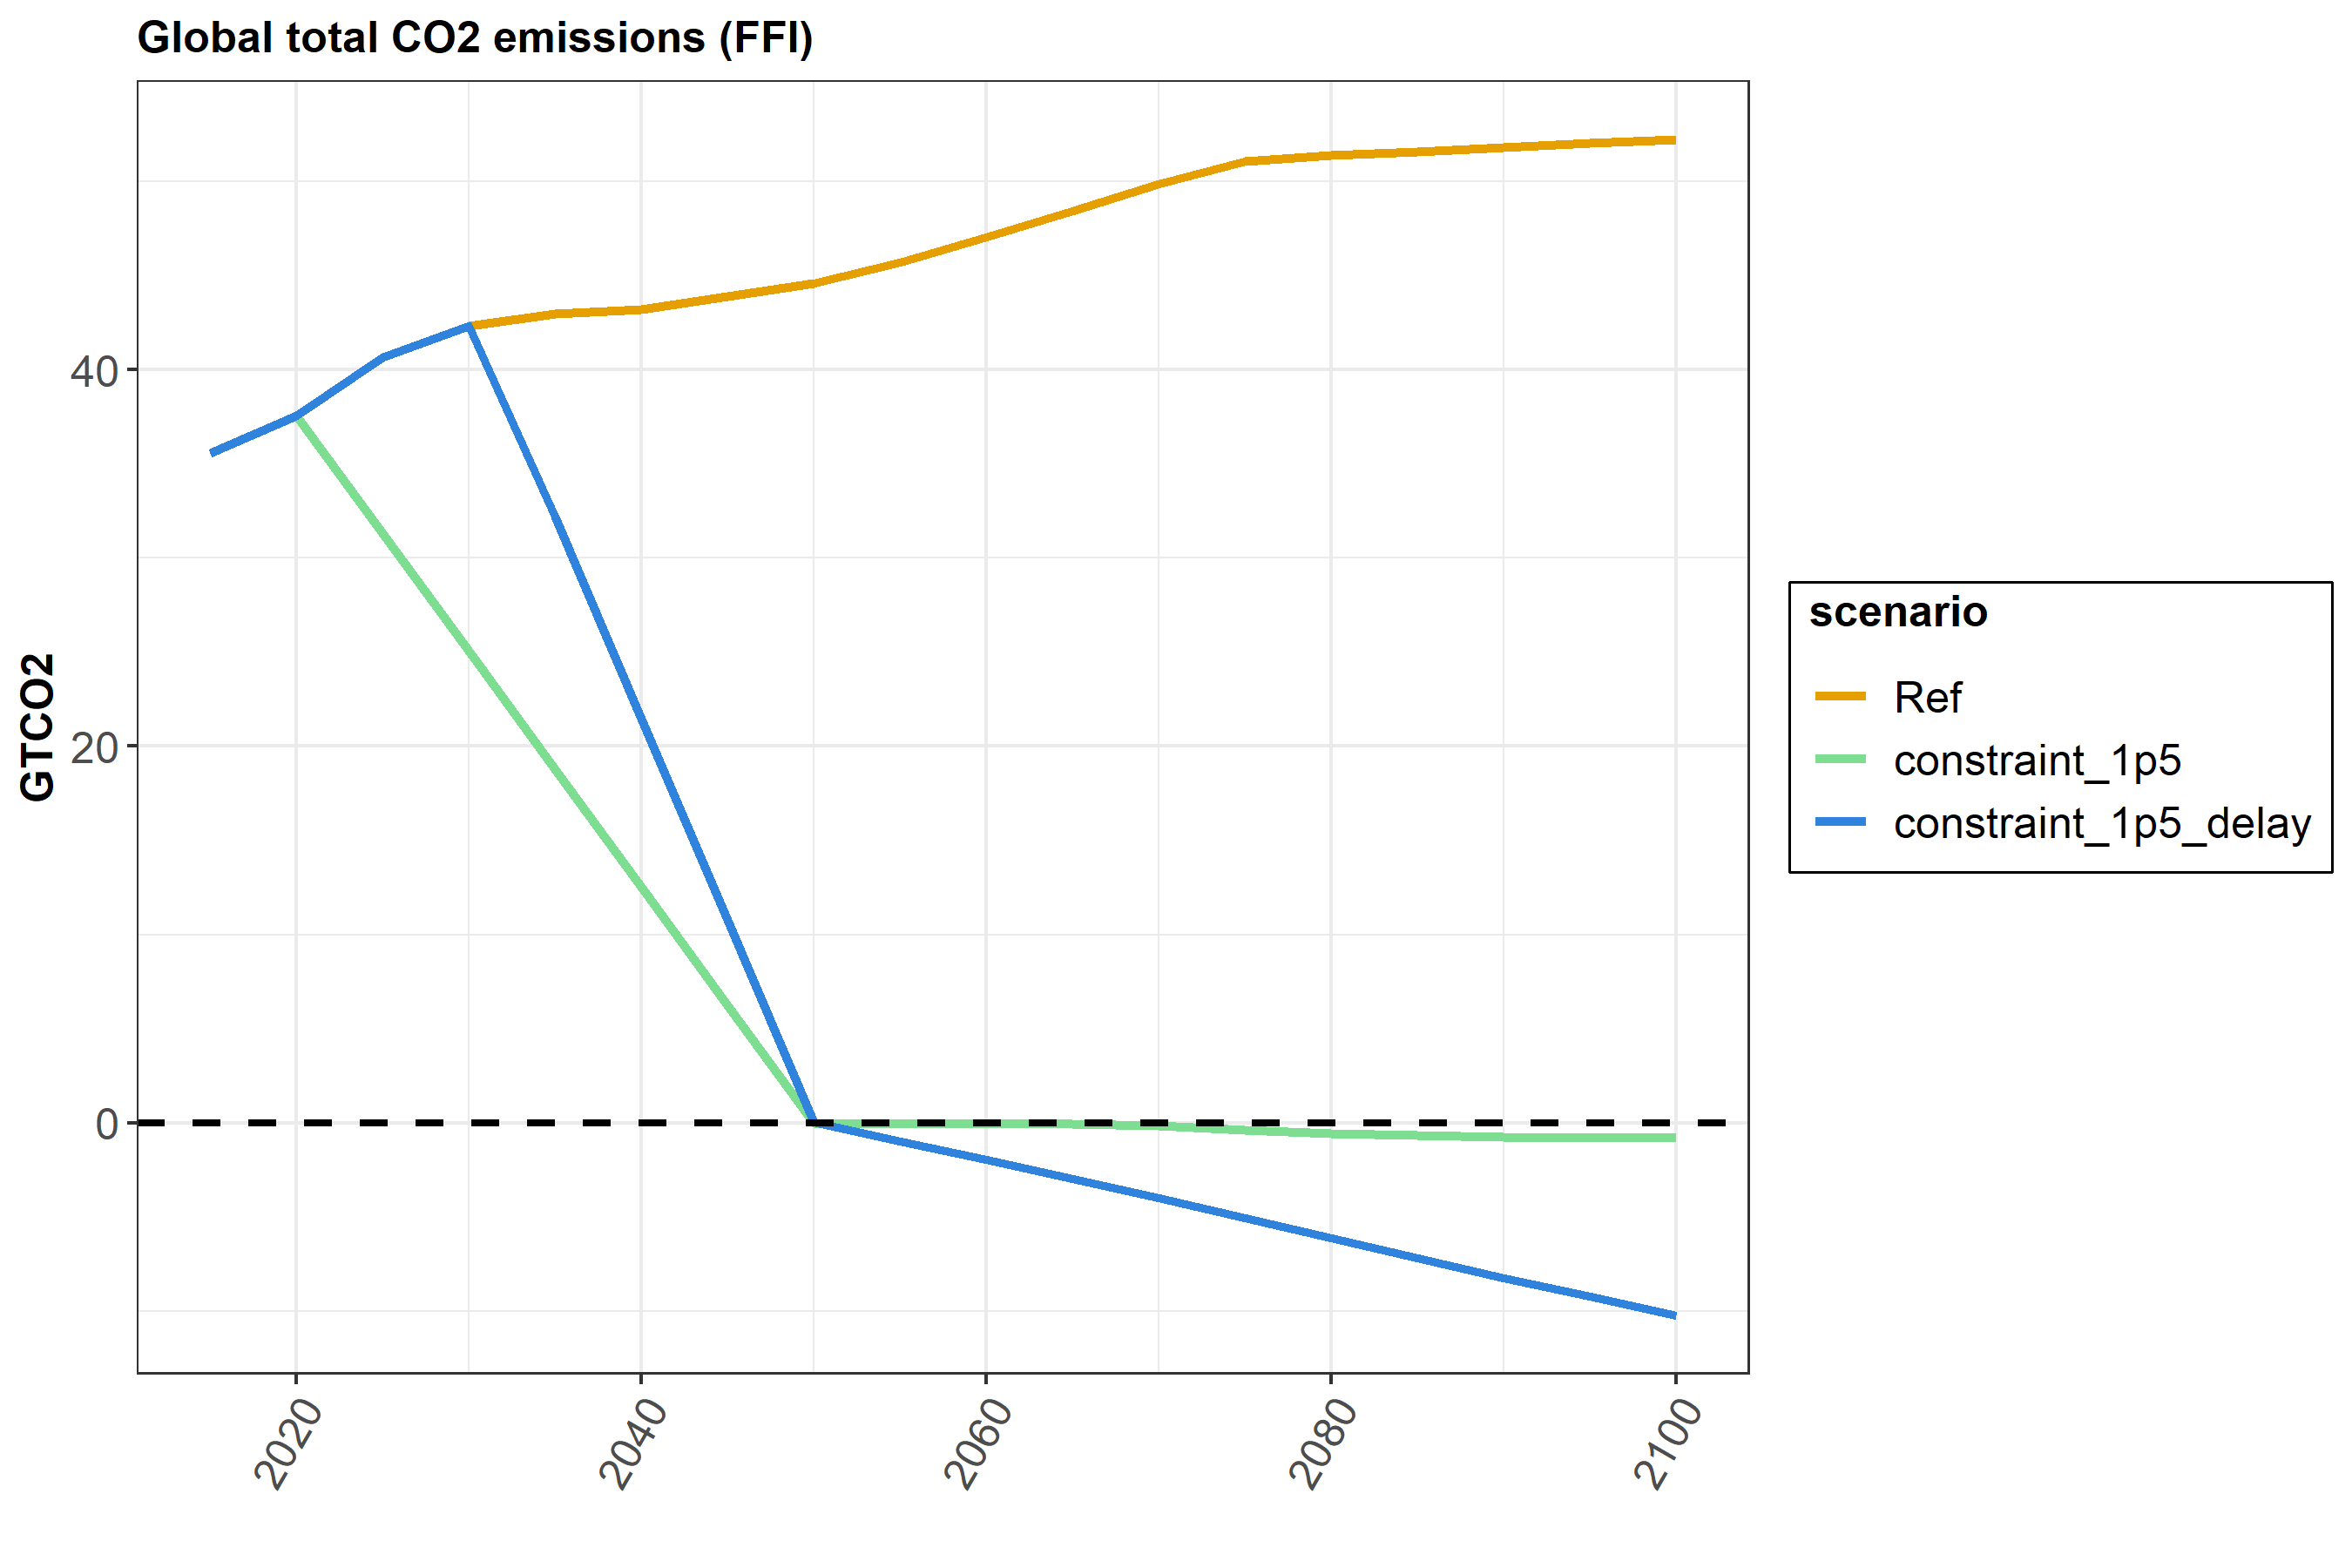 Global total CO2 emissions (FFI)
GTCO2
40
20
0
2020
2040
2060
2080
2100
scenario
Ref
constraint_1p5
constraint_1p5_delay